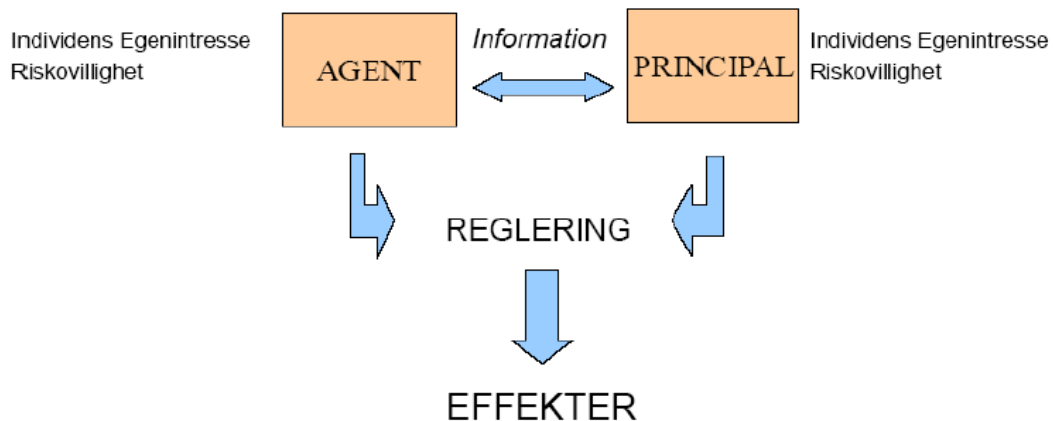 Individens Egenintresse
Riskovillighet
AGENT
Information
PRINCIPAL
Individens Egenintresse
Riskovillighet
REGLERING
EFFEKTER